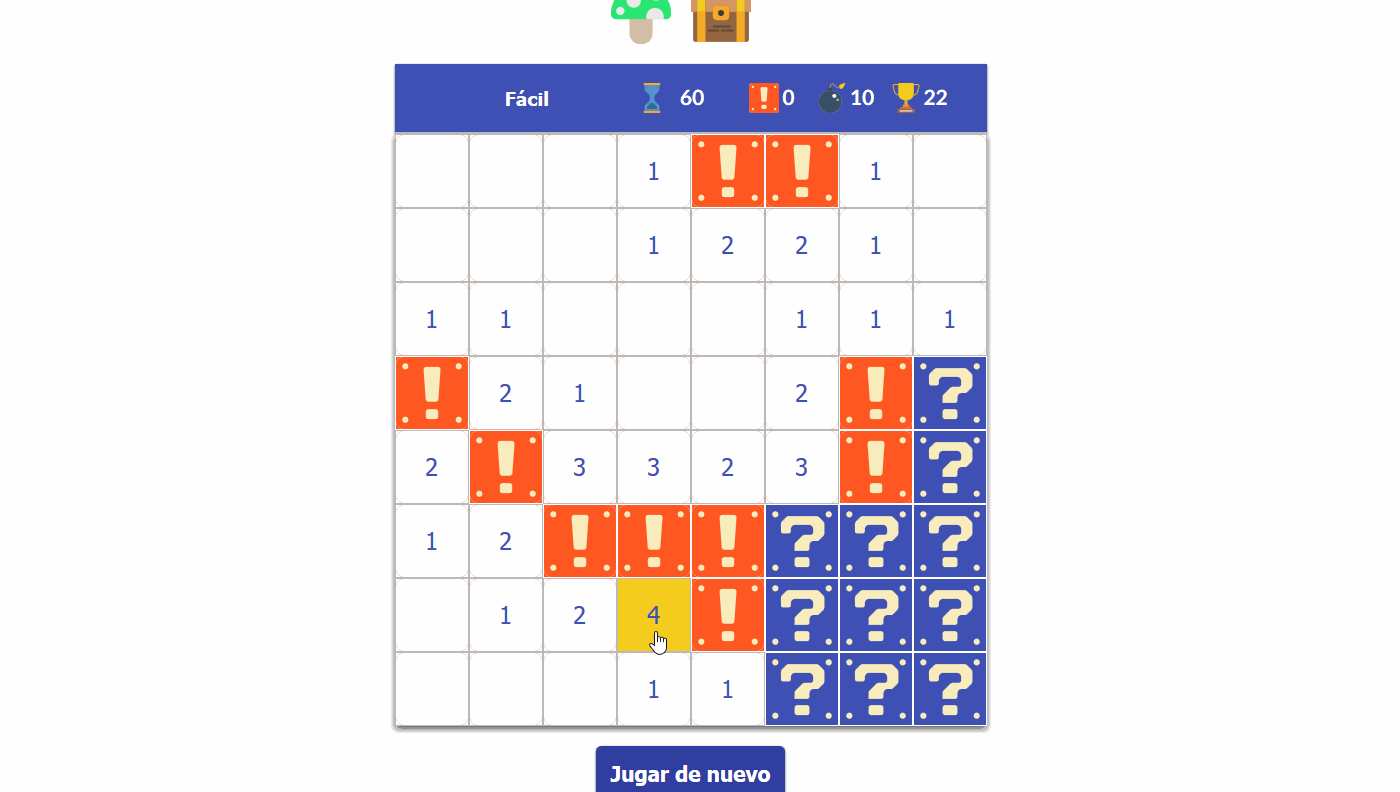 Fácil 60 0 10 22
1 ! ! 1
1 2 2 1
1 1 1 1 1
! 2 1 2 ! ?
2 ! 3 3 2 3 ! ?
1 2 ! ! ! ? ? ?
1 2 4 ! ? ? ?
1 1 ? ? ?
Jugar de nuevo